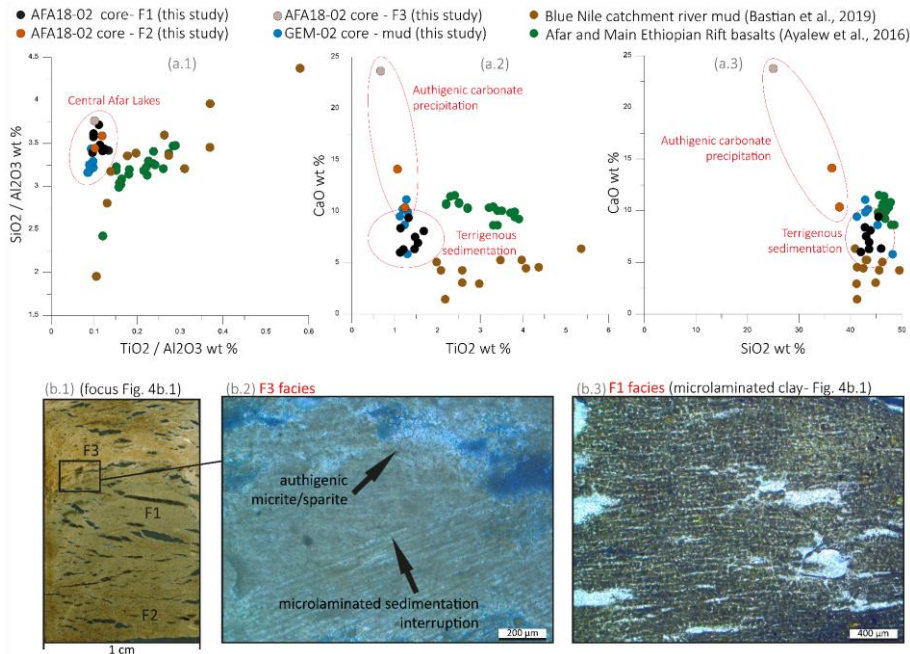 AFA18-02 core- F1 (this study)
AFA18-02 core - F3 (this study)
Blue Nile catchment river mud (Bastian et al., 2019)
AFA18-02 core - F2 (this study)
GEM-02 core - mud (this study)
Afar and Main Ethiopian Rift basalts (Ayalew et al., 2016)
(a.1)
4.5
4
3.5
3
2.5
2
1.5
SiO2 / Al2O3 wt %
Central Afar Lakes
0
0.1
0.2
0.3
0.4
0.5
0.6
TiO2 / Al2O3 wt %
(a.2)
25
20
15
10
5
0
CaO wt %
Authigenic carbonate
precipitation
Terrigenous
sedimentation
0
1
2
3
4
5
6
TiO2 wt %
(a.3)
25
20
15
10
5
0
CaO wt %
Authigenic carbonate
precipitation
Terrigenous
sedimentation
0
10
20
30
40
50
SiO2 wt %
(b.1) (focus Fig. 4b.1)
F3
F1
F2
1 cm
(b.2) F3 facies
authigenic
micrite/sparite
microlaminated sedimentation
interruption
200 µm
(b.3) F1 facies (microlaminated clay- Fig. 4b.1)
400 µm